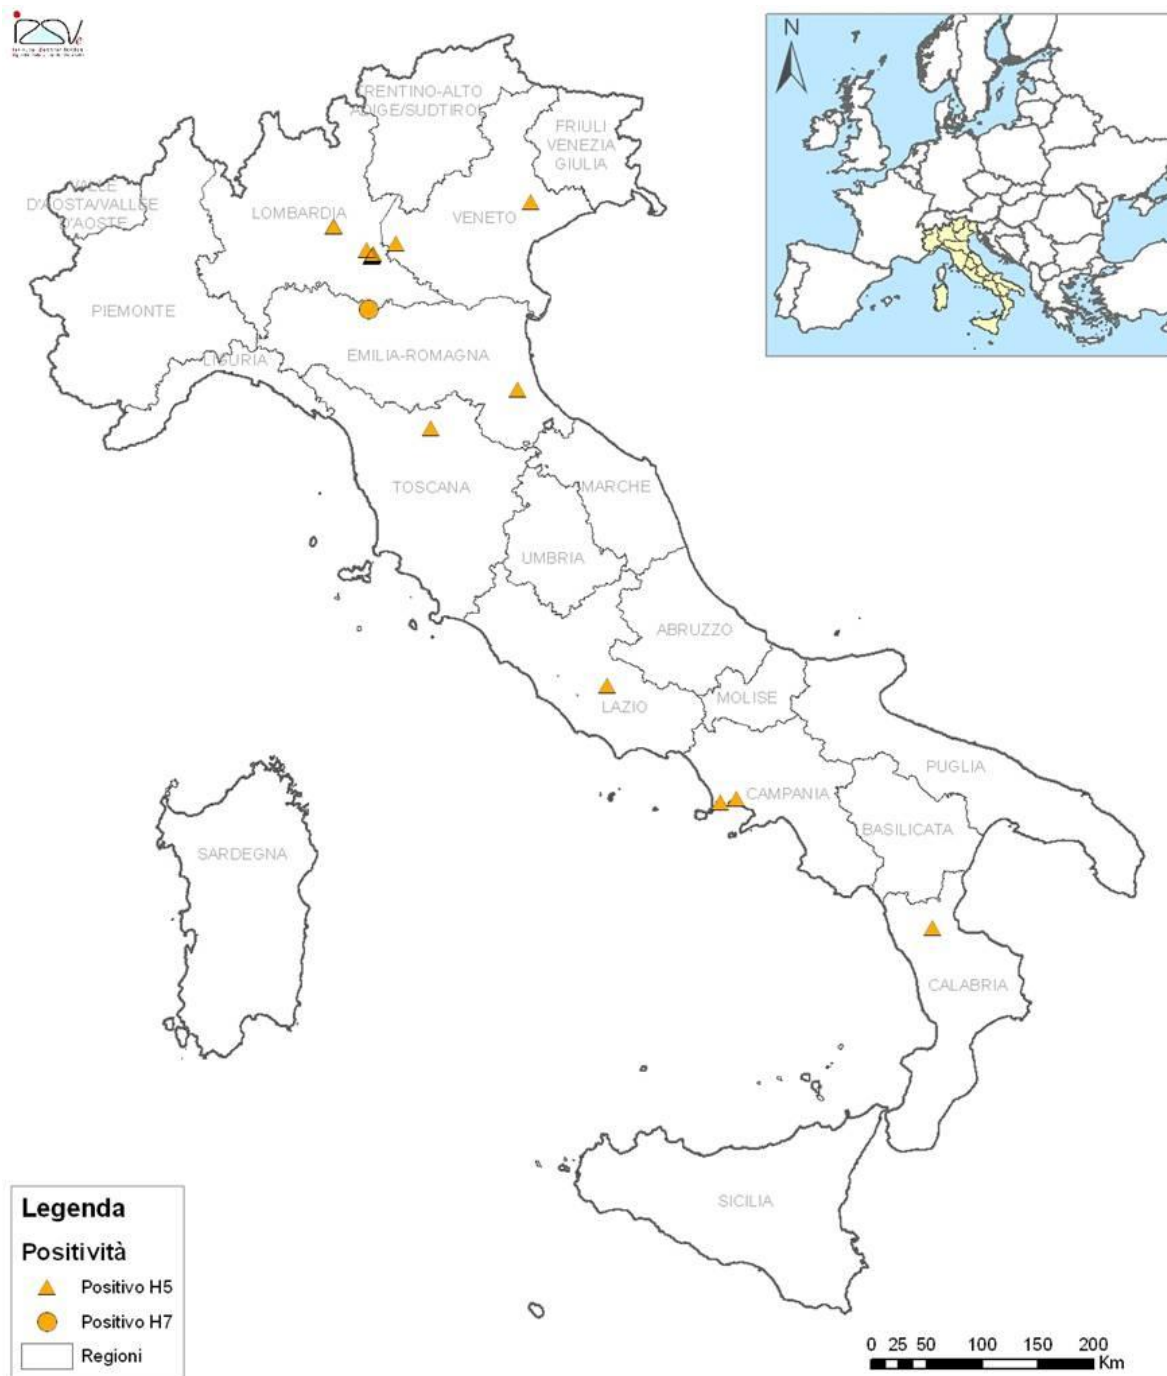 N
TRENTINO-ALTO
ADIGE/SUDTIROL
FRIULI
VENEZIA
GIULIA
VALLE
D'AOSTA/VALLEE
D'AOSTE
LOMBARDIA
VENETO
PIEMONTE
LIGURIA
EMILIA-ROMAGNA
TOSCANA
MARCHE
UMBRIA
ABRUZZO
LAZIO
MOLISE
PUGLIA
CAMPANIA
BASILICATA
SARDEGNA
CALABRIA
SICILIA
Legenda
Positività
Positivo H5
Positivo H7
Regioni
0 25 50 100 150 200
Km